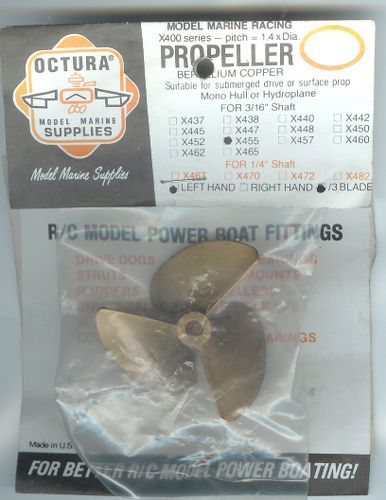 MODEL MARINE RACING
X400 series – pitch = 1.4 x Dia.
PROPELLER
BERYLLIUM COPPER
Suitable for submerged drive or surface prop
Mono Hull or Hydroplane
FOR 3/16" Shaft
X437 X438 X440 X442
X445 X447 X448 X450
X452 X455 X457 X460
X462 X465
FOR 1/4" Shaft
X467 X470 X472 X482
LEFT HAND RIGHT HAND /3 BLADE
OCTURA®
MODEL MARINE
SUPPLIES
Model Marine Supplies
R/C MODEL POWER BOAT FITTINGS
DRIVE DOGS
STRUTS MOUNTS
RUDDERS
Made in U.S.
FOR BETTER R/C MODEL POWER BOATING!